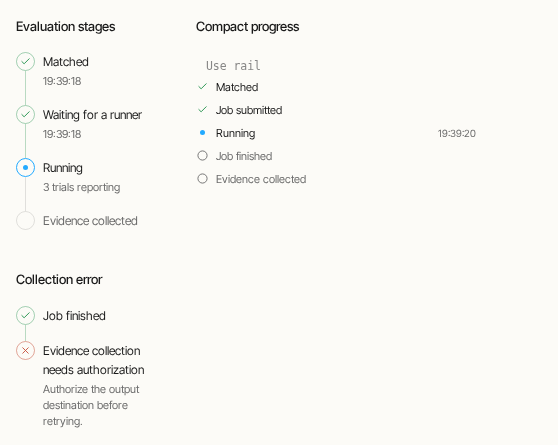 Evaluation stages
Matched
19:39:18
Waiting for a runner
19:39:18
Running
3 trials reporting
Evidence collected
Compact progress
Use rail
Matched
Job submitted
Running 19:39:20
Job finished
Evidence collected
Collection error
Job finished
Evidence collection
needs authorization
Authorize the output
destination before
retrying.